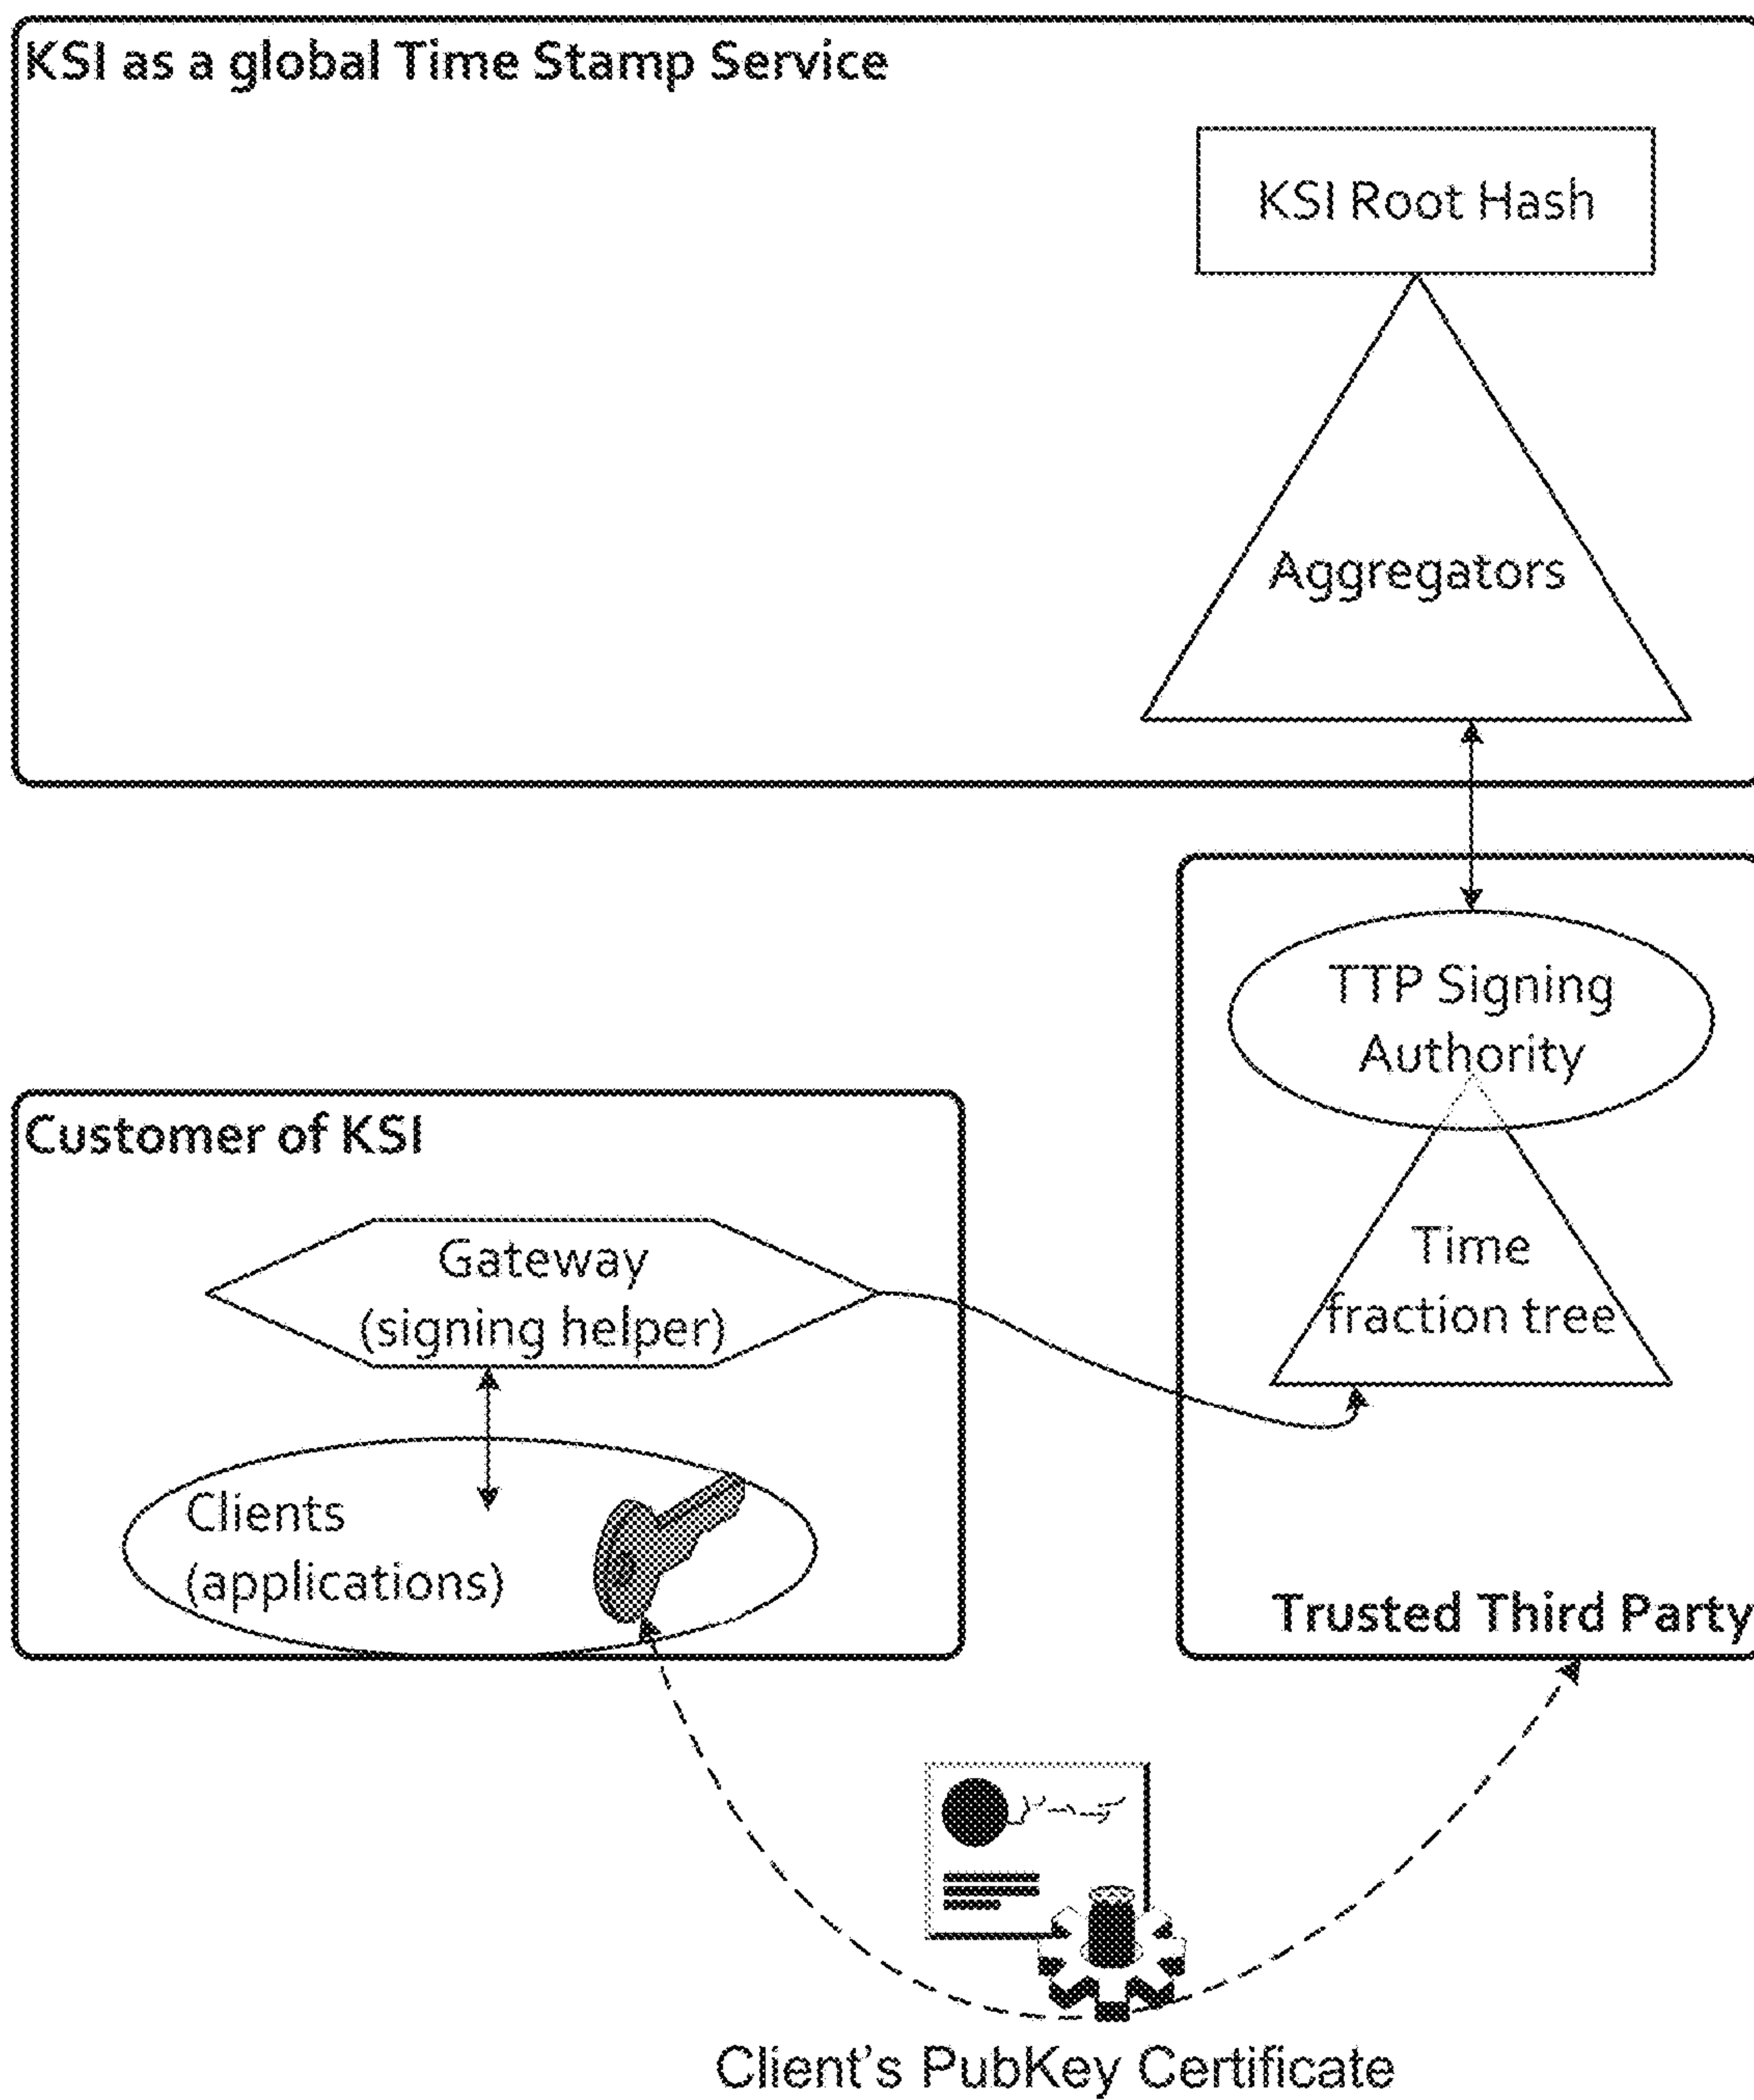 KSI as a global Time Stamp Service
KSI Root Hash
Aggregators
TTP Signing
Authority
Time
fraction tree
Trusted Third Party
Customer of KSI
Gateway
(signing helper)
Clients
(applications)
Client's PubKey Certificate